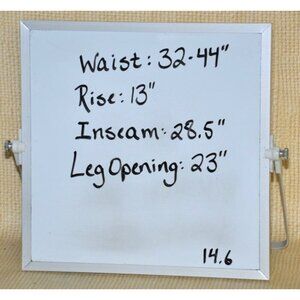 Waist: 32-44"
Rise: 13"
Inseam: 28.5"
Leg Opening: 23"
14.6